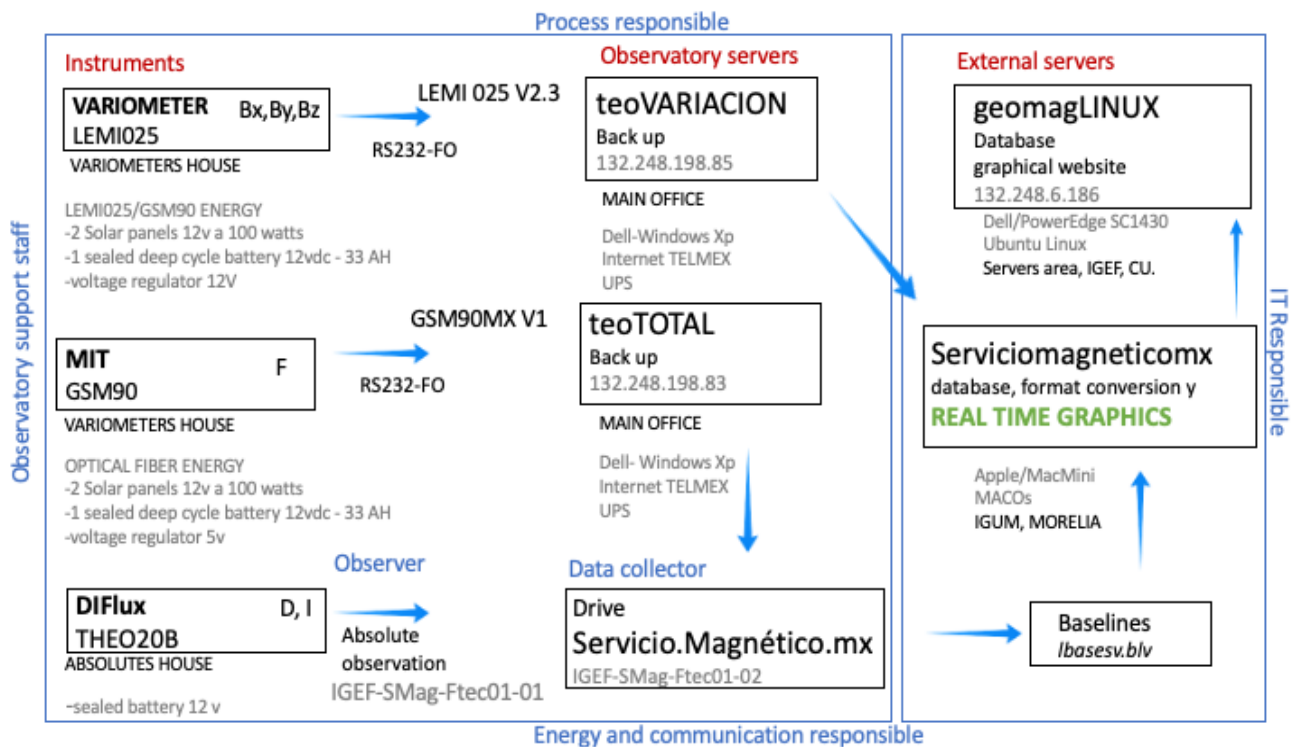 Process responsible
Observatory support staff
Instruments
VARIOMETER Bx,By,Bz
LEMI025
VARIOMETERS HOUSE
LEMI025/GSM90 ENERGY
-2 Solar panels 12v a 100 watts
-1 sealed deep cycle battery 12vdc - 33 AH
-voltage regulator 12V
LEMI 025 V2.3
RS232-FO
MIT F
GSM90
VARIOMETERS HOUSE
OPTICAL FIBER ENERGY
-2 Solar panels 12v a 100 watts
-1 sealed deep cycle battery 12vdc - 33 AH
-voltage regulator 5v
GSM90MX V1
RS232-FO
DIFlux D, I
THEO20B
ABSOLUTES HOUSE
-sealed battery 12 v
Observer
Absolute
observation
IGEF-SMag-Ftec01-01
Observatory servers
teoVARIACION
Back up
132.248.198.85
MAIN OFFICE
Dell-Windows Xp
Internet TELMEX
UPS
teoTOTAL
Back up
132.248.198.83
MAIN OFFICE
Dell- Windows Xp
Internet TELMEX
UPS
Data collector
Drive
Servicio.Magnético.mx
IGEF-SMag-Ftec01-02
External servers
geomagLINUX
Database
graphical website
132.248.6.186
Dell/PowerEdge SC1430
Ubuntu Linux
Servers area, IGEF, CU.
Serviciomagneticomx
database, format conversion y
REAL TIME GRAPHICS
Apple/MacMini
MACOs
IGUM, MORELIA
Baselines
lbasesv.blv
IT Responsible
Energy and communication responsible